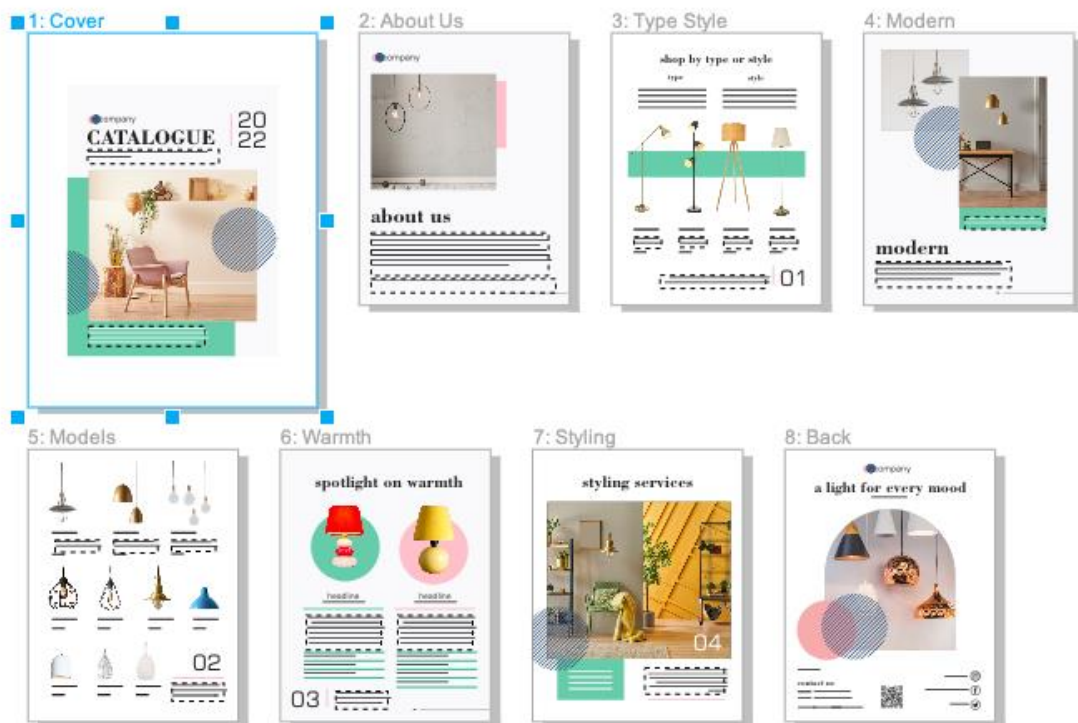 1: Cover
2: About Us
3: Type Style
4: Modern
company
CATALOGUE
20
22
company
about us
shop by type or style
type style
01
modern
5: Models
6: Warmth
7: Styling
8: Back
02
spotlight on warmth
headline headline
03
styling services
04
company
a light for every mood
contact us